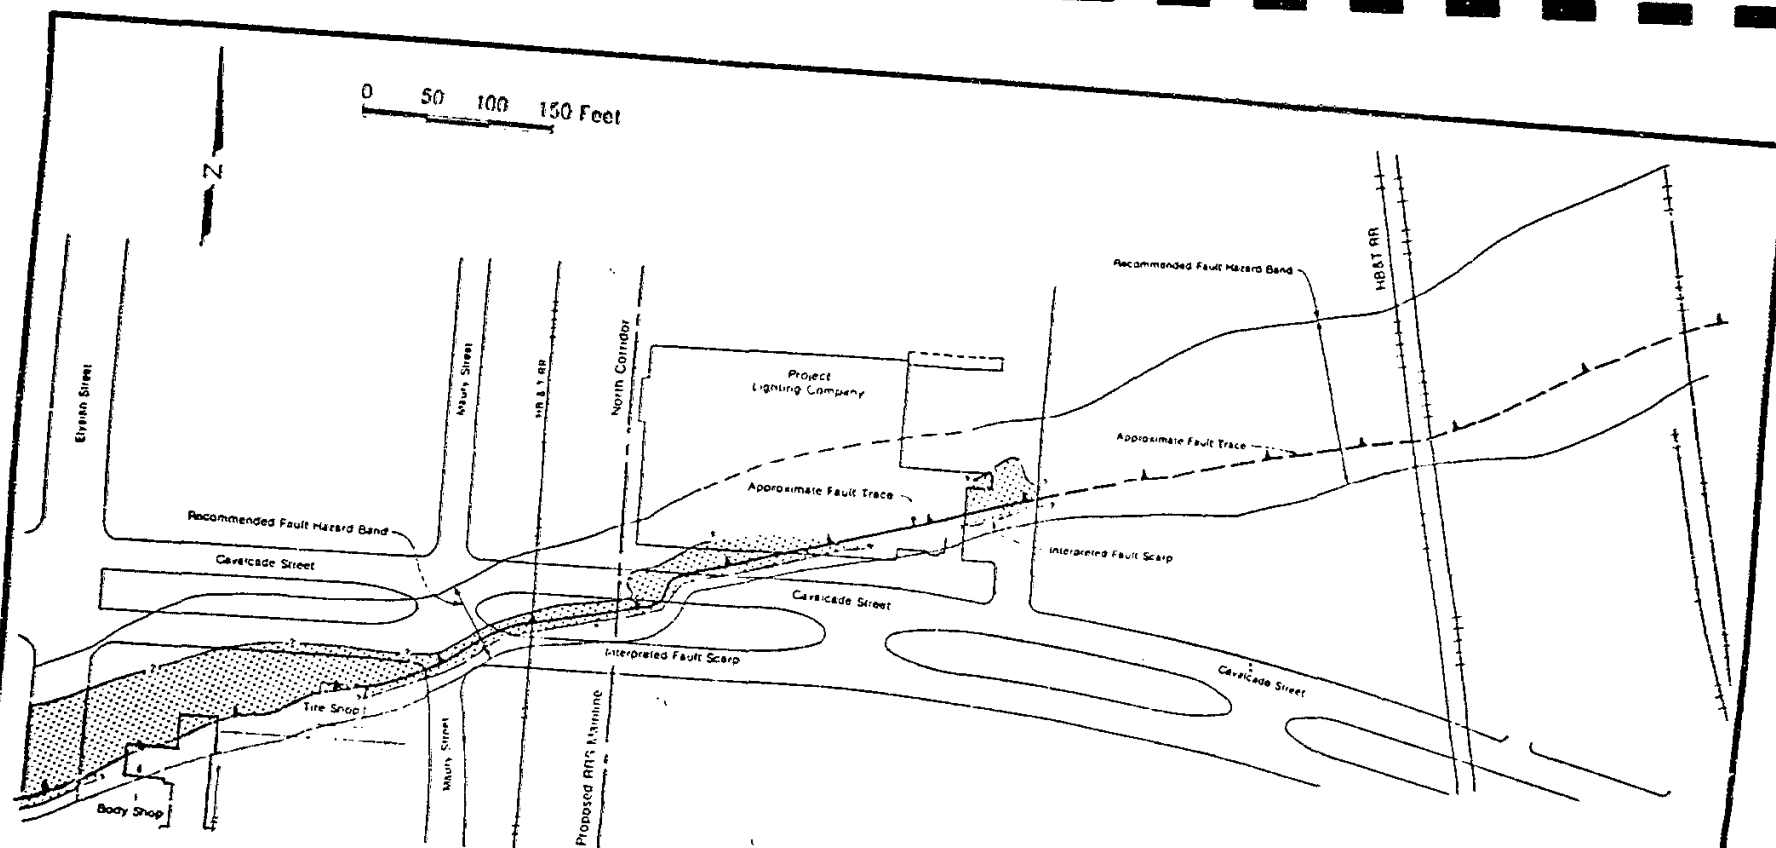 0 50 100 150 Feet
N
Recommended Fault Hazard Band
HB&T RR
North Corridor
Maury Street
HB & T RR
Elysian Street
Project
Lighting Company
Approximate Fault Trace
Approximate Fault Trace
Recommended Fault Hazard Band
Interpreted Fault Scarp
Cavalcade Street
Cavalcade Street
?
?
?
?
?
Interpreted Fault Scarp
Cavalcade Street
Tire Shop
Maury Street
Proposed RRS Mainline
Body Shop